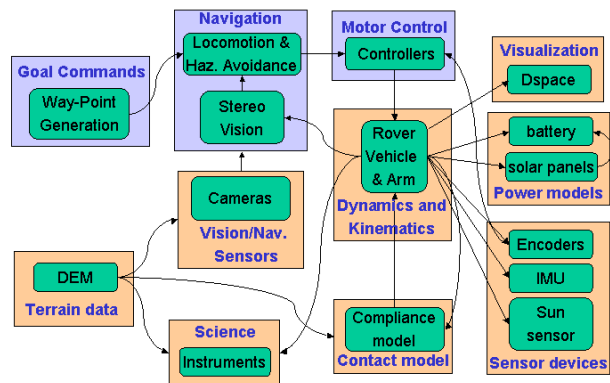 Navigation
Locomotion &
Haz. Avoidance
Stereo
Vision
Motor Control
Controllers
Visualization
Dspace
Goal Commands
Way-Point
Generation
Rover
Vehicle
& Arm
Dynamics and
Kinematics
battery
solar panels
Power models
Cameras
Vision/Nav.
Sensors
DEM
Terrain data
Encoders
IMU
Sun
sensor
Sensor devices
Science
Instruments
Compliance
model
Contact model